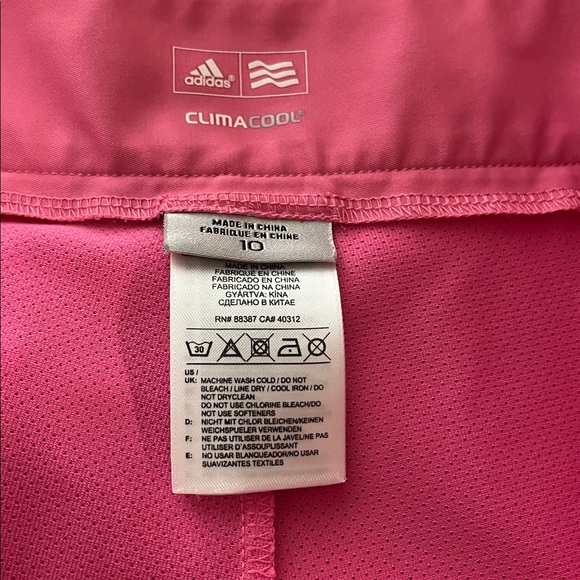 adidas®
CLIMACOOL®
MADE IN CHINA
FABRIQUE EN CHINE
10
MADE IN CHINA
FABRIQUÉ EN CHINE
FABRICADO EN CHINA
FABRICADO NA CHINA
GYÁRTVA: KÍNA
СДЕЛАНО В КИТАЕ
RN# 88387 CA# 40312
30
US /
UK: MACHINE WASH COLD / DO NOT
BLEACH / LINE DRY / COOL IRON / DO
NOT DRYCLEAN
DO NOT USE CHLORINE BLEACH/DO
NOT USE SOFTENERS
D: NICHT MIT CHLOR BLEICHEN/KEINEN
WEICHSPUELER VERWENDEN
F: NE PAS UTILISER DE LA JAVEL/NE PAS
UTILISER D'ASSOUPLISSANT
E: NO USAR BLANQUEADOR/NO USAR
SUAVIZANTES TEXTILES